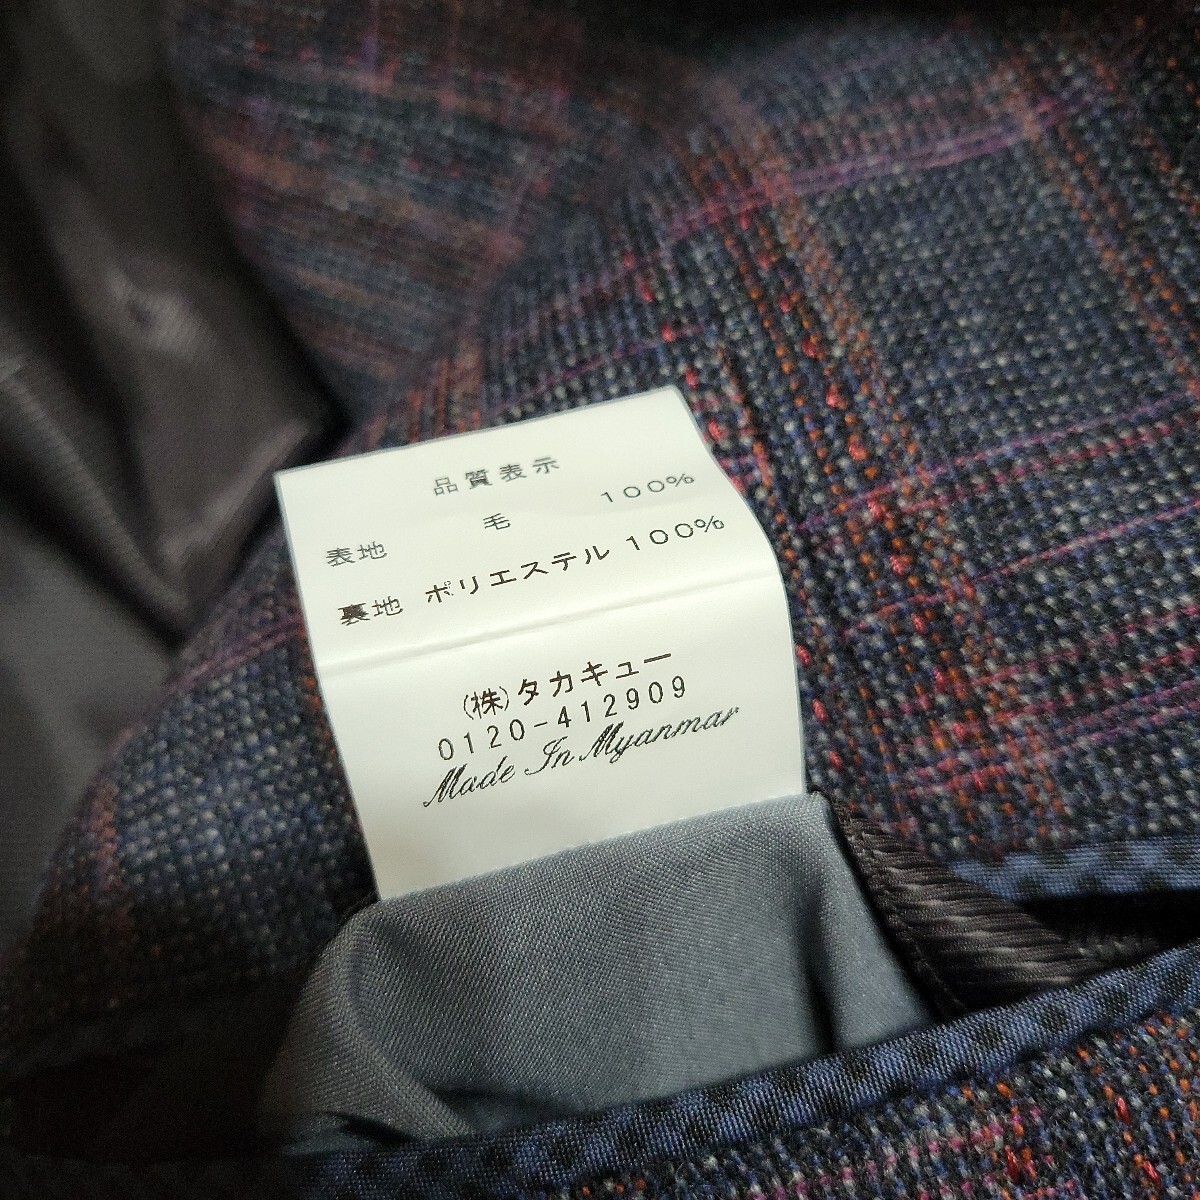 品質表示
表地 毛 100%
裏地 ポリエステル 100%
(株)タカキュー
0120-412909
Made In Myanmar